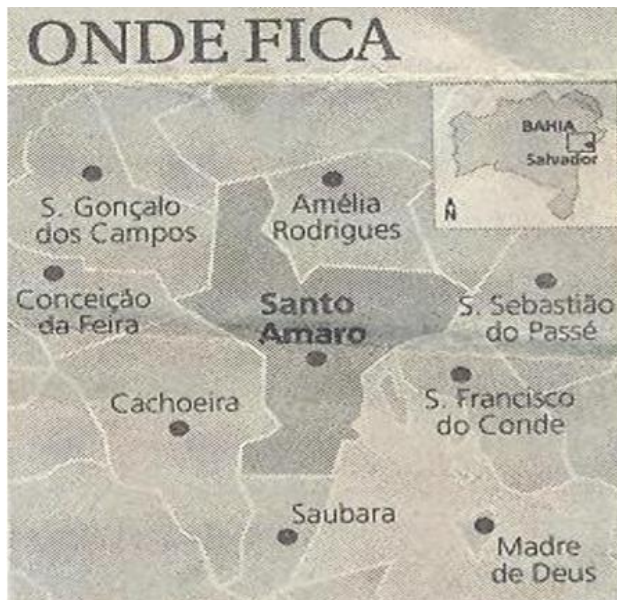 ONDE FICA
BAHIA
Salvador
N
S. Gonçalo
dos Campos
Amélia
Rodrigues
Conceição
da Feira
Santo
Amaro
S. Sebastião
do Passé
Cachoeira
S. Francisco
do Conde
Saubara
Madre
de Deus